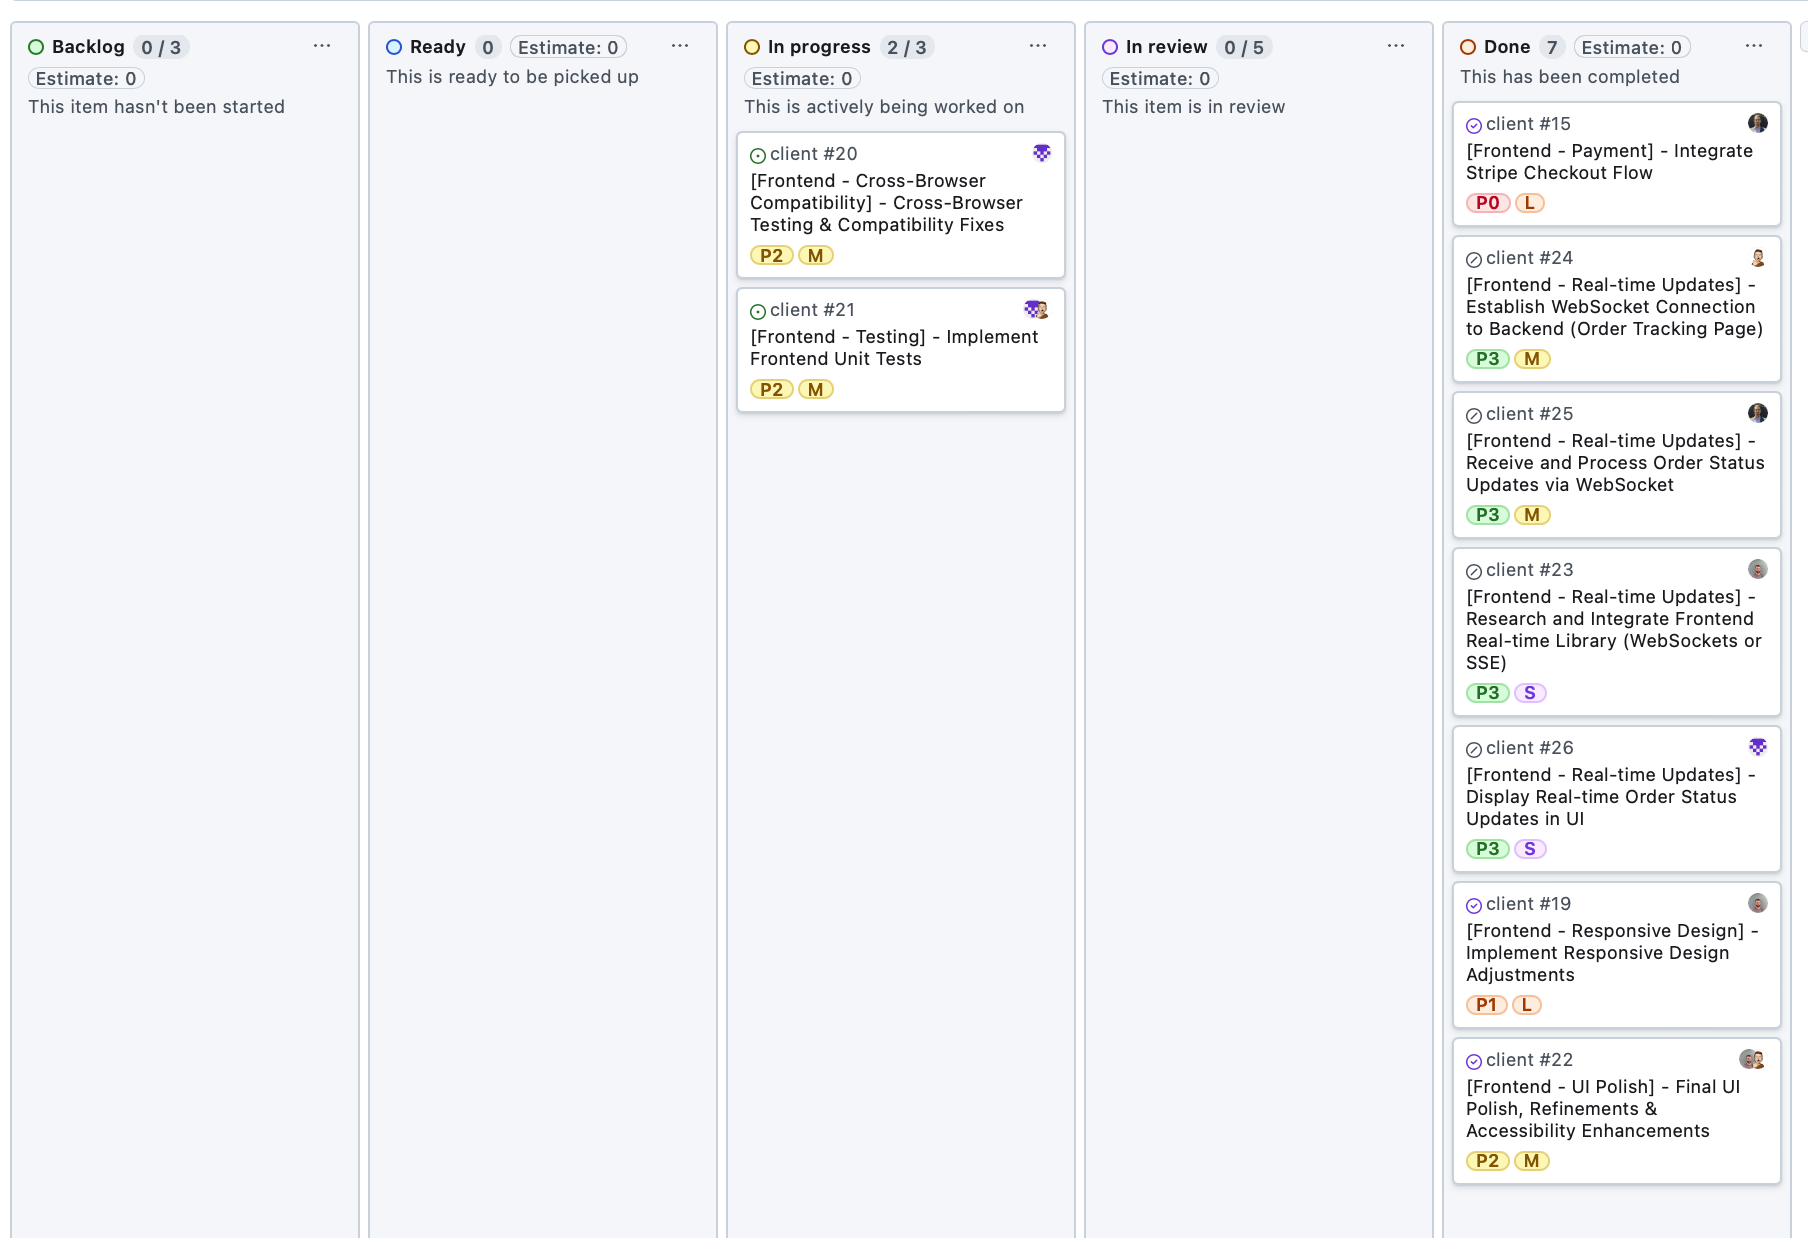 Backlog 0 / 3
Estimate: 0
This item hasn't been started
Ready 0 Estimate: 0
This is ready to be picked up
In progress 2 / 3
Estimate: 0
This is actively being worked on
client #20
[Frontend - Cross-Browser
Compatibility] - Cross-Browser
Testing & Compatibility Fixes
P2 M
client #21
[Frontend - Testing] - Implement
Frontend Unit Tests
P2 M
In review 0 / 5
Estimate: 0
This item is in review
Done 7 Estimate: 0
This has been completed
client #15
[Frontend - Payment] - Integrate
Stripe Checkout Flow
P0 L
client #24
[Frontend - Real-time Updates] -
Establish WebSocket Connection
to Backend (Order Tracking Page)
P3 M
client #25
[Frontend - Real-time Updates] -
Receive and Process Order Status
Updates via WebSocket
P3 M
client #23
[Frontend - Real-time Updates] -
Research and Integrate Frontend
Real-time Library (WebSockets or
SSE)
P3 S
client #26
[Frontend - Real-time Updates] -
Display Real-time Order Status
Updates in UI
P3 S
client #19
[Frontend - Responsive Design] -
Implement Responsive Design
Adjustments
P1 L
client #22
[Frontend - UI Polish] - Final UI
Polish, Refinements &
Accessibility Enhancements
P2 M